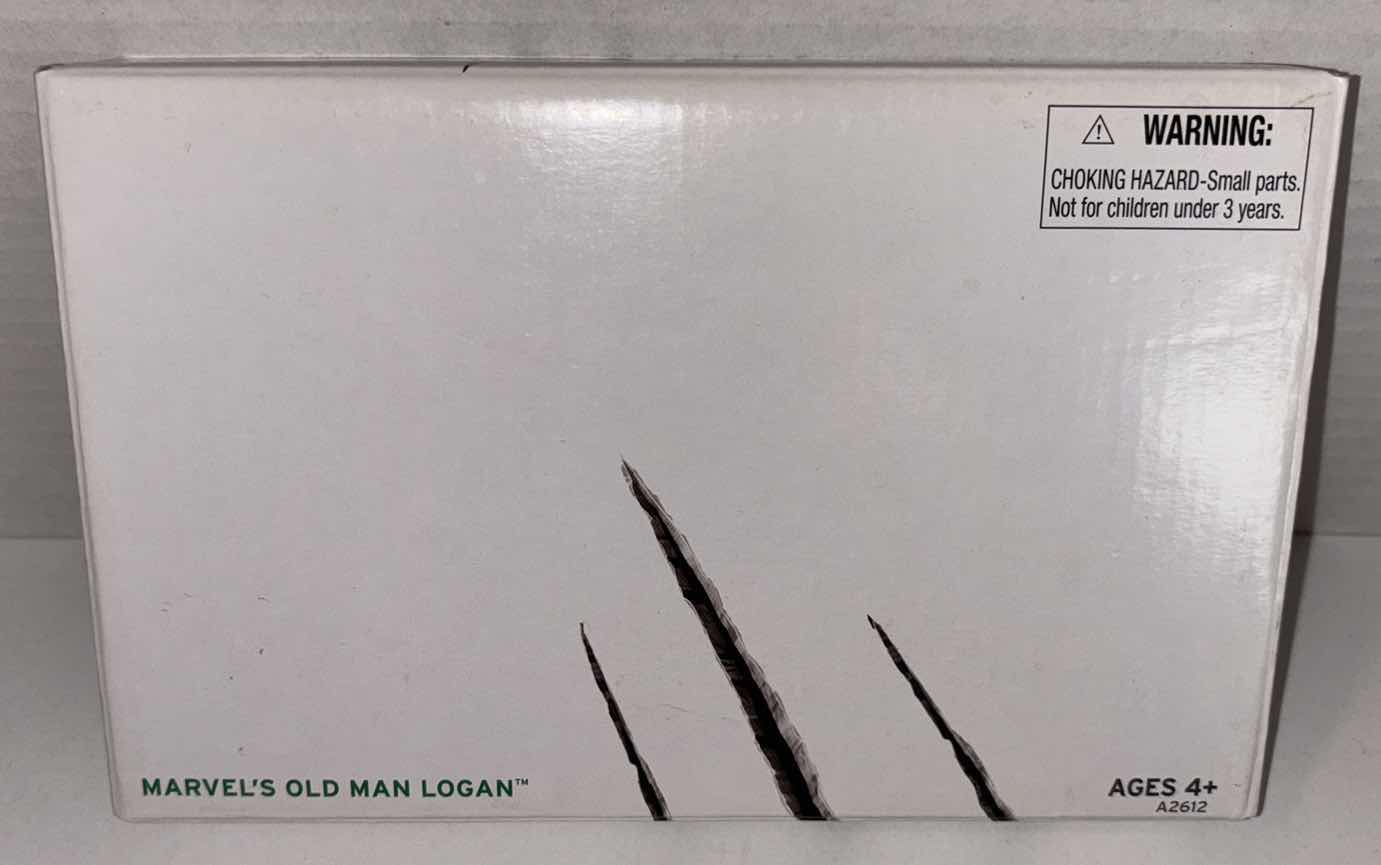 ⚠ WARNING:
CHOKING HAZARD-Small parts.
Not for children under 3 years.
MARVEL'S OLD MAN LOGAN™
AGES 4+
A2612